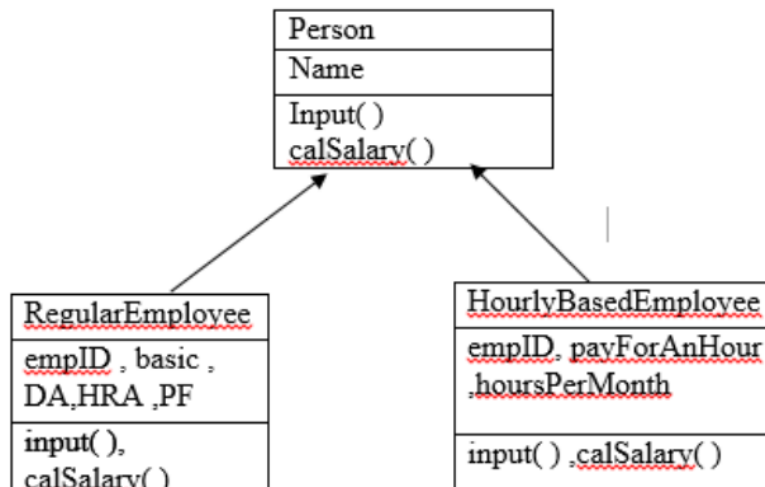 Person
Name
Input( )
calSalary( )
RegularEmployee
empID , basic ,
DA,HRA ,PF
input( ),
calSalary( )
HourlyBasedEmployee
empID, payForAnHour
,hoursPerMonth
input( ) ,calSalary( )